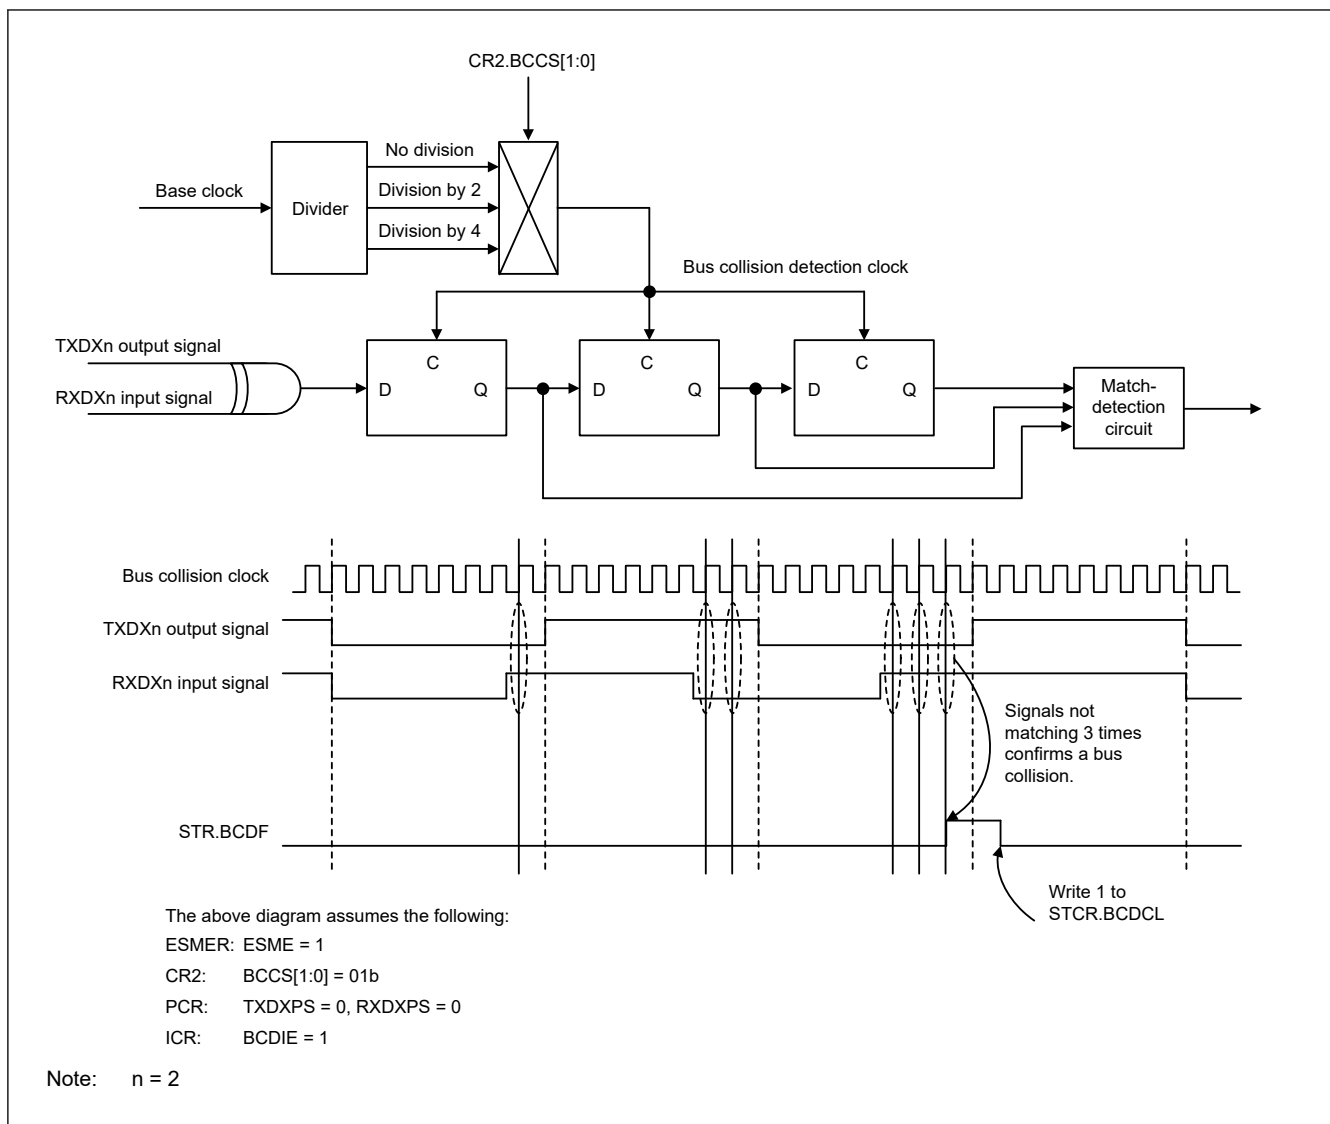 CR2.BCCS[1:0]
No division
Base clock
Division by 2
Divider
Division by 4
Bus collision detection clock
TXDXn output signal
RXDXn input signal
C
D
Q
C
D
Q
C
D
Q
Match-
detection
circuit
Bus collision clock
TXDXn output signal
RXDXn input signal
Signals not
matching 3 times
confirms a bus
collision.
STR.BCDF
Write 1 to
STCR.BCDCL
The above diagram assumes the following:
ESMER: ESME = 1
CR2: BCCS[1:0] = 01b
PCR: TXDXPS = 0, RXDXPS = 0
ICR: BCDIE = 1
Note: n = 2